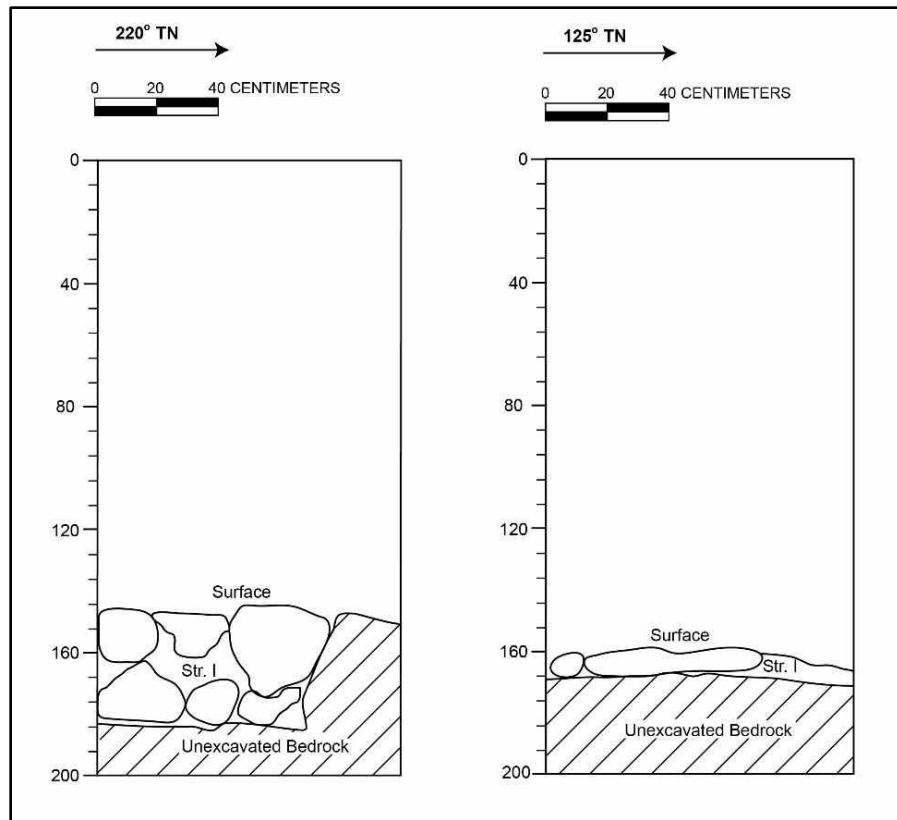 220° TN
0 20 40 CENTIMETERS
0
40
80
120
160
200
Surface
Str. I
Unexcavated Bedrock
125° TN
0 20 40 CENTIMETERS
0
40
80
120
160
200
Surface
Str. I
Unexcavated Bedrock